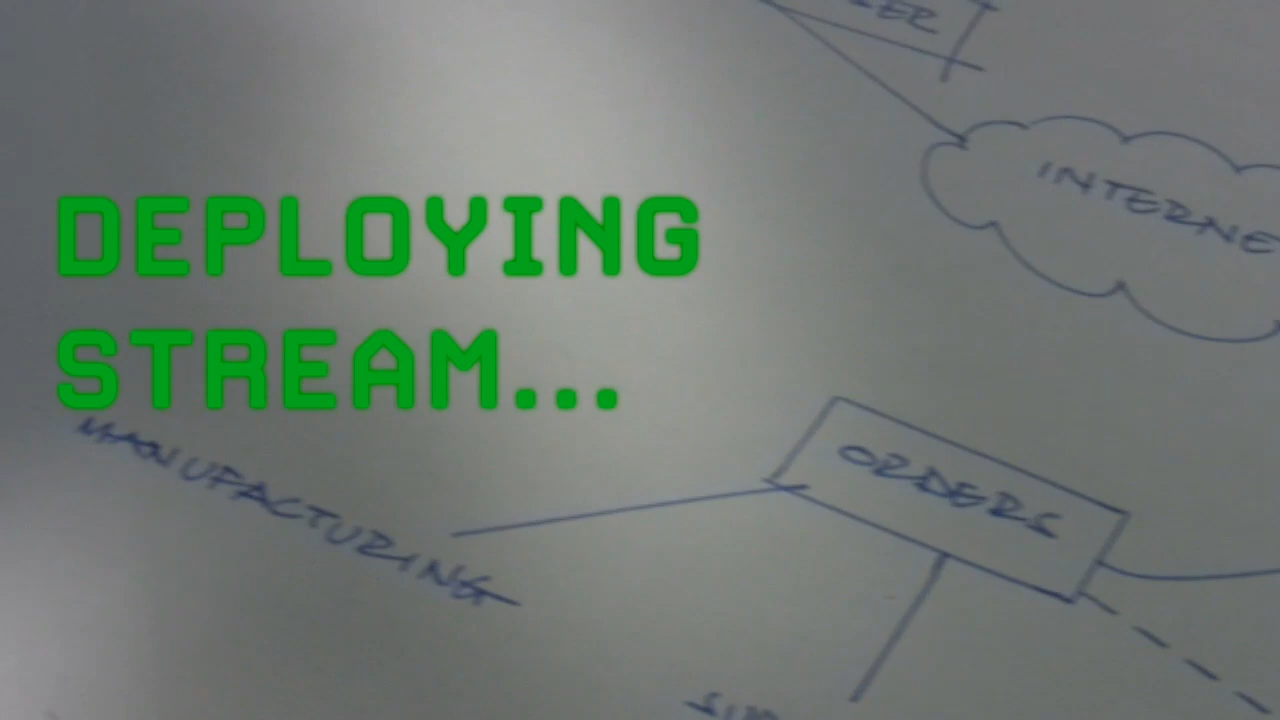 DEPLOYING
STREAM...
INTERNE
ORDERS
MANUFACTURING